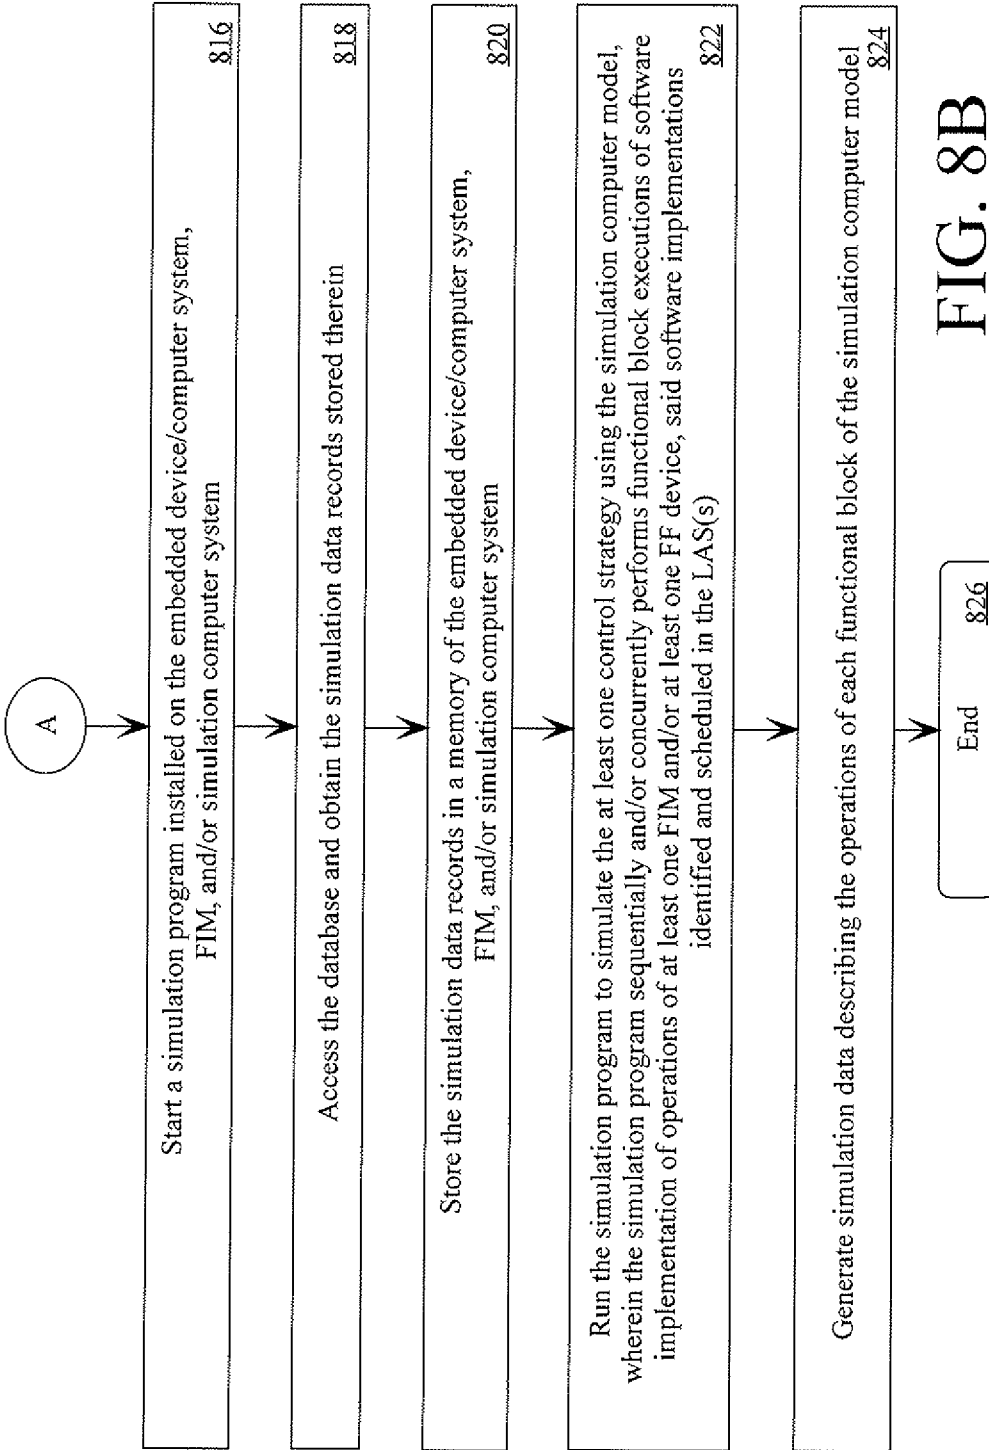 A
Start a simulation program installed on the embedded device/computer system,
FIM, and/or simulation computer system
816
Access the database and obtain the simulation data records stored therein
818
Store the simulation data records in a memory of the embedded device/computer system,
FIM, and/or simulation computer system
820
Run the simulation program to simulate the at least one control strategy using the simulation computer model,
wherein the simulation program sequentially and/or concurrently performs functional block executions of software
implementation of operations of at least one FIM and/or at least one FF device, said software implementations
identified and scheduled in the LAS(s)
822
Generate simulation data describing the operations of each functional block of the simulation computer model
824
End
826
FIG. 8B